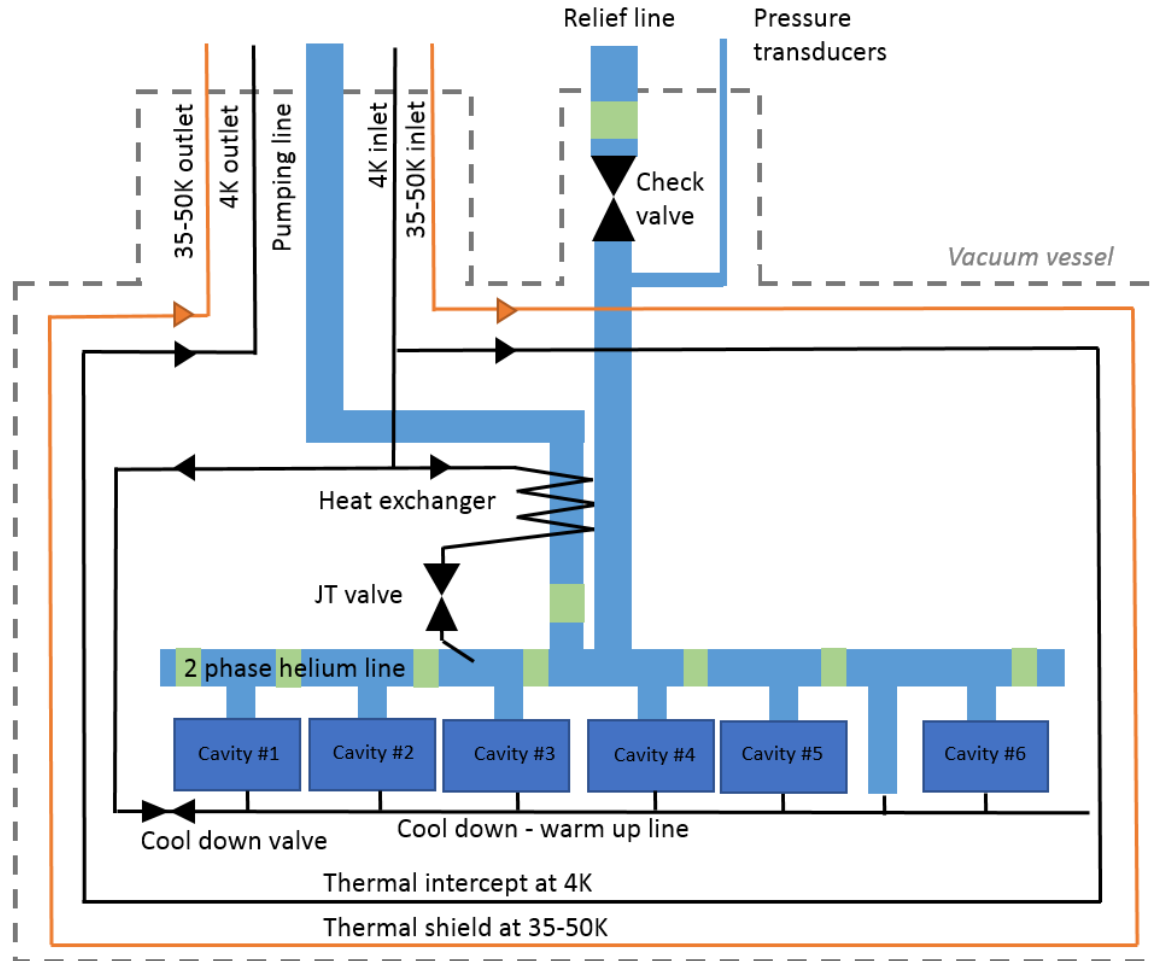 Relief line
Pressure
transducers
35-50K outlet
4K outlet
Pumping line
4K inlet
35-50K inlet
Check
valve
Vacuum vessel
Heat exchanger
JT valve
2 phase helium line
Cavity #1
Cavity #2
Cavity #3
Cavity #4
Cavity #5
Cavity #6
Cool down valve
Cool down - warm up line
Thermal intercept at 4K
Thermal shield at 35-50K